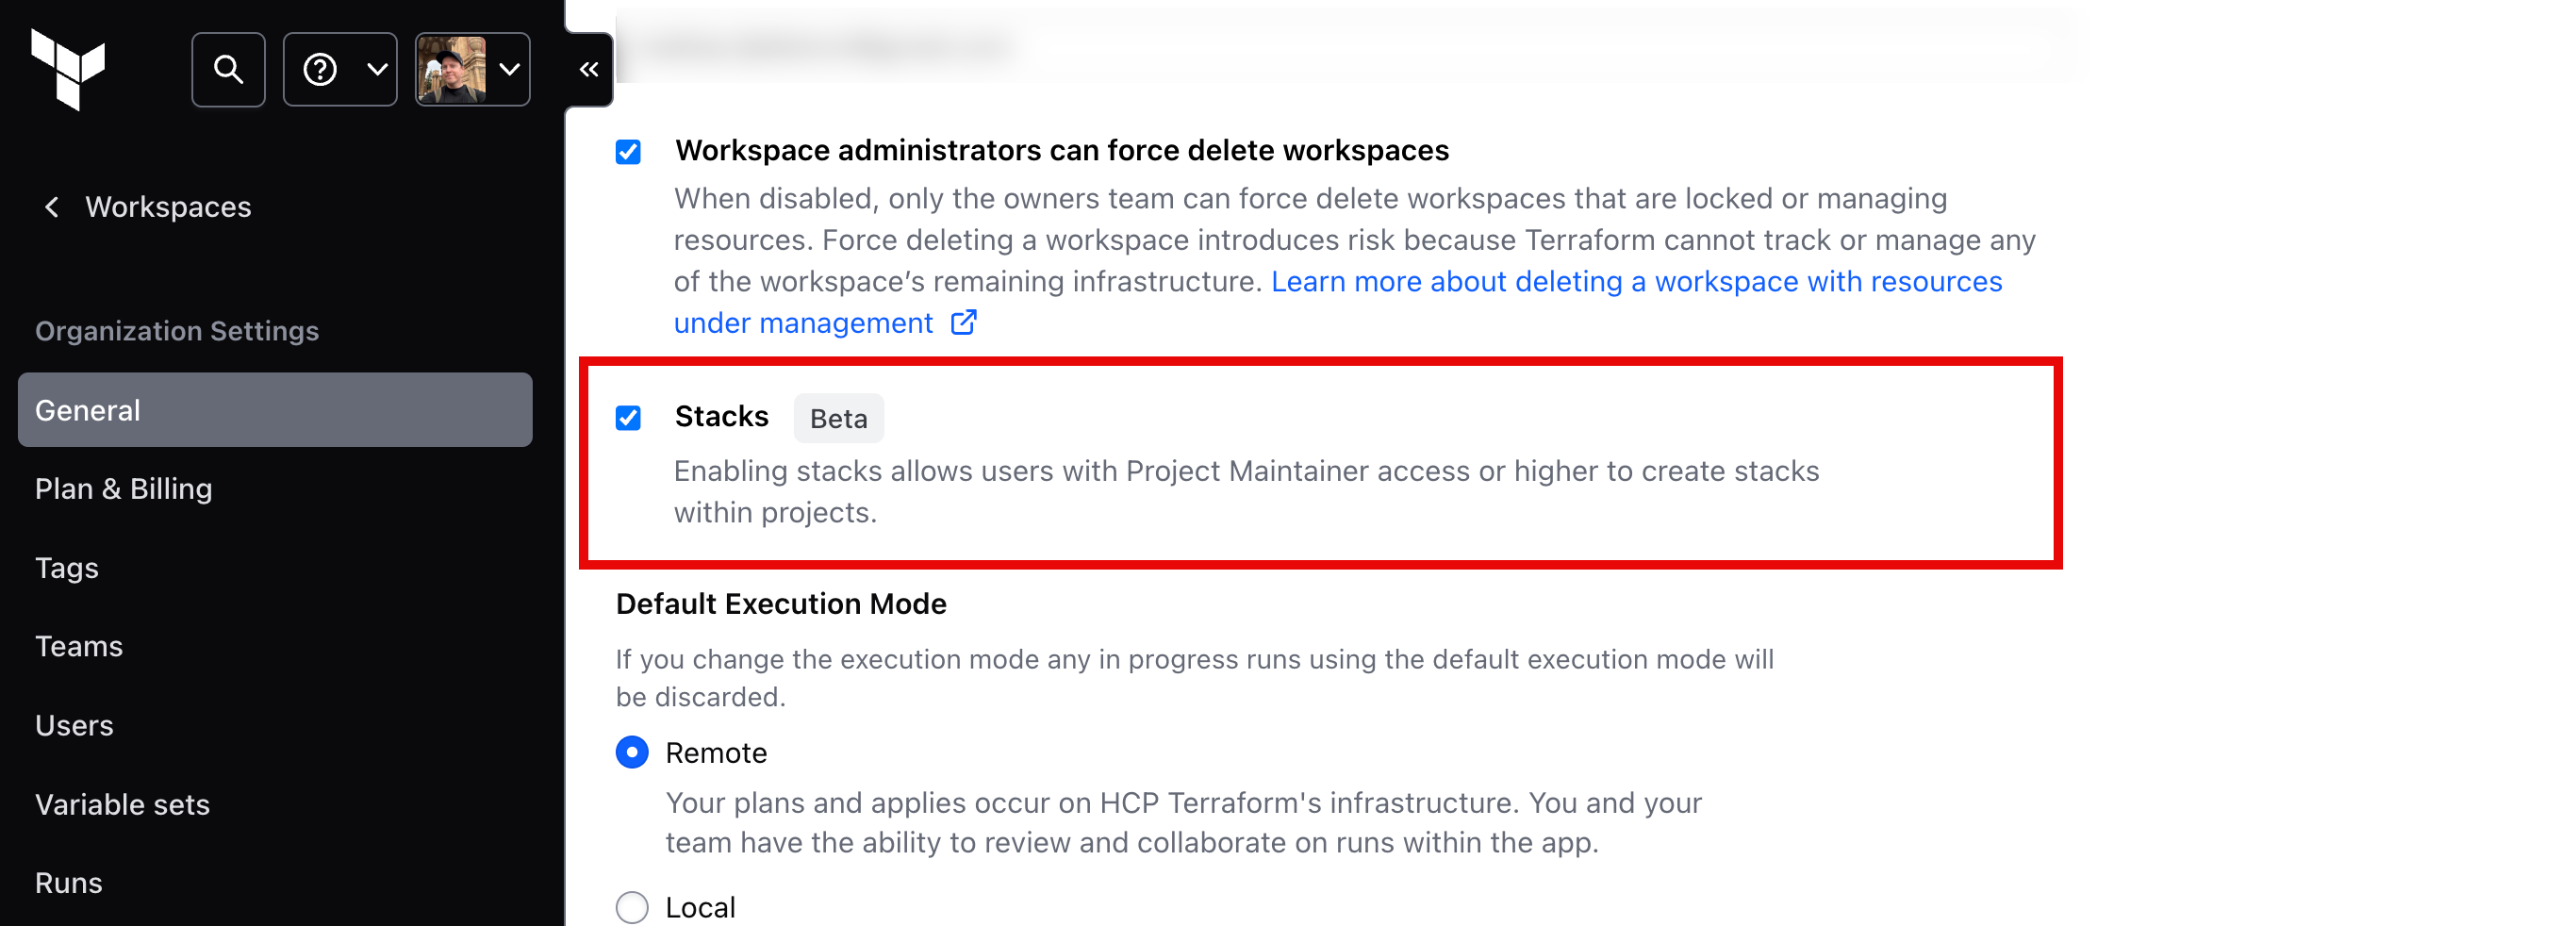 Workspaces
Organization Settings
General
Plan & Billing
Tags
Teams
Users
Variable sets
Runs
Workspace administrators can force delete workspaces
When disabled, only the owners team can force delete workspaces that are locked or managing
resources. Force deleting a workspace introduces risk because Terraform cannot track or manage any
of the workspace’s remaining infrastructure. Learn more about deleting a workspace with resources
under management
Stacks Beta
Enabling stacks allows users with Project Maintainer access or higher to create stacks
within projects.
Default Execution Mode
If you change the execution mode any in progress runs using the default execution mode will
be discarded.
Remote
Your plans and applies occur on HCP Terraform's infrastructure. You and your
team have the ability to review and collaborate on runs within the app.
Local